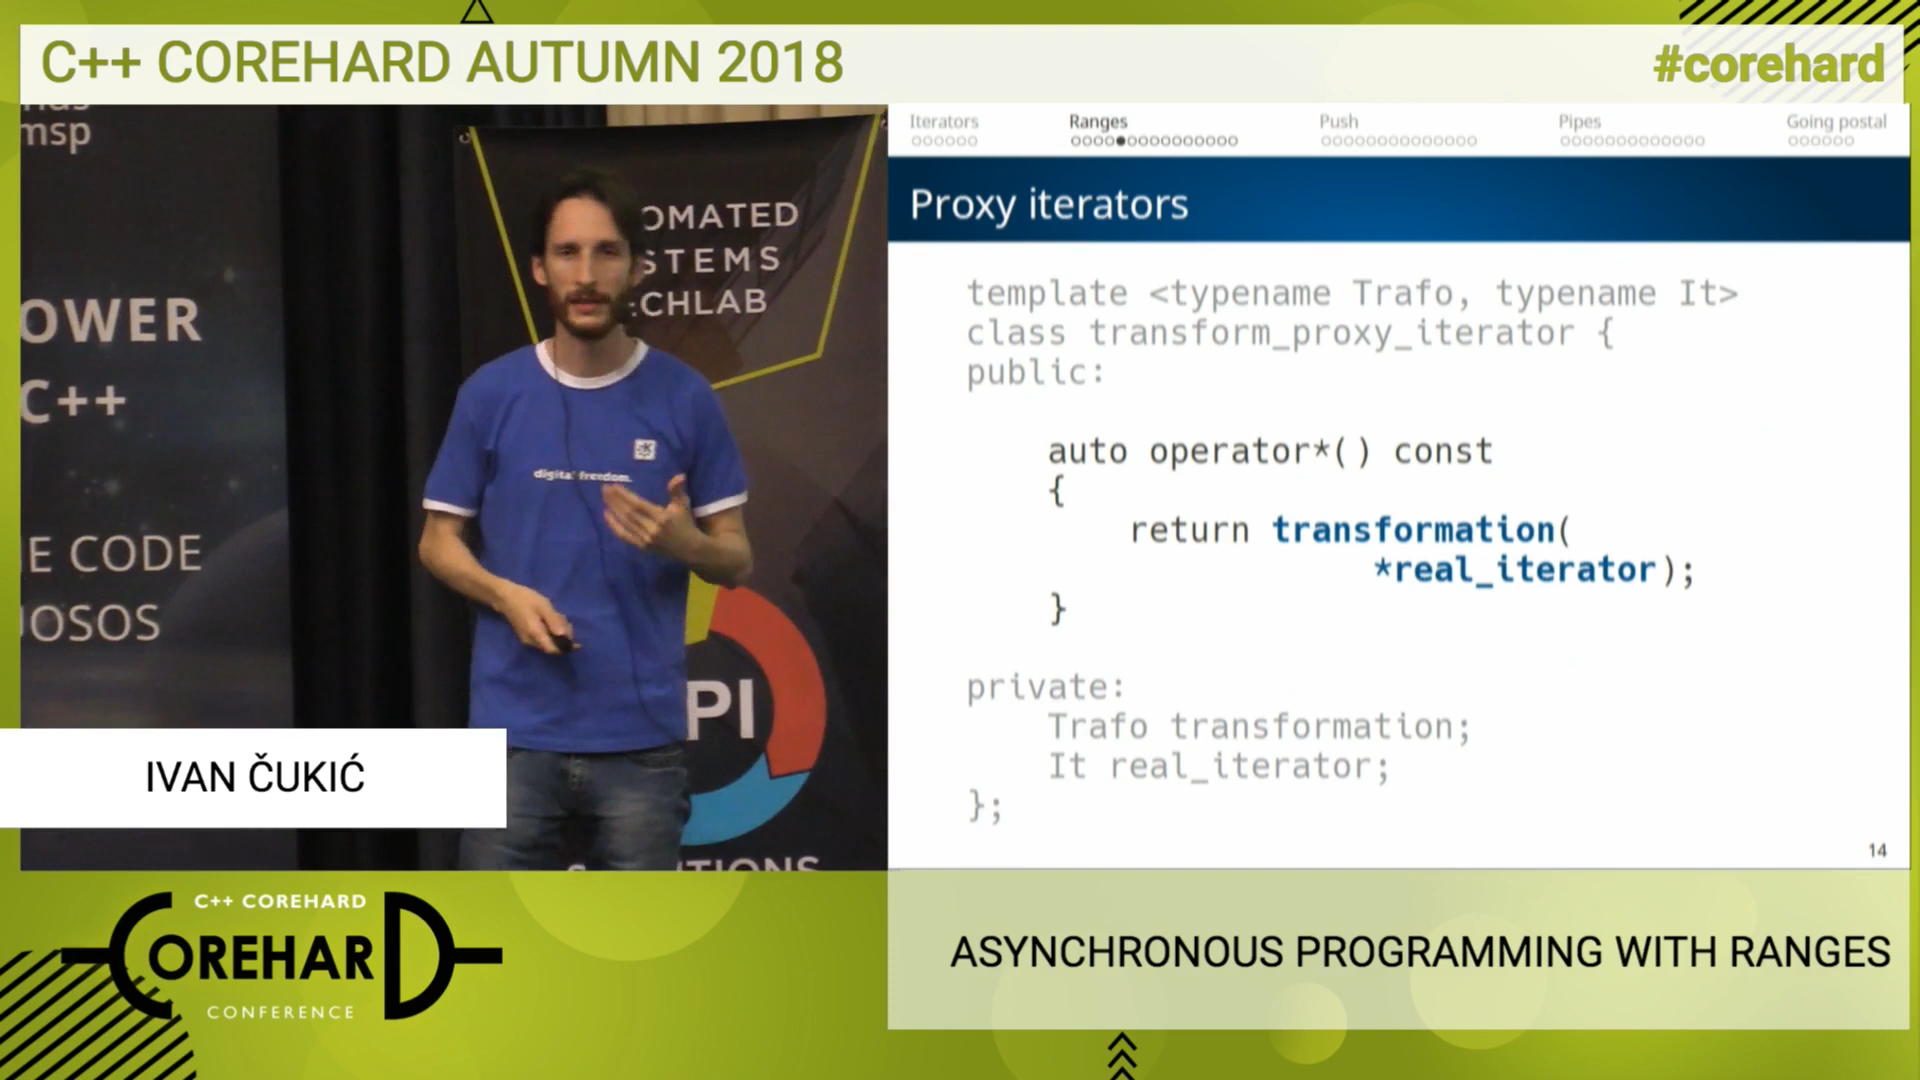 C++ COREHARD AUTUMN 2018
#corehard
msp
OWER
C++
E CODE
OSOS
OMATED
STEMS
CHLAB
digital freedom.
PI
IVAN ČUKIĆ
Iterators
Ranges
Push
Pipes
Going postal
Proxy iterators
template <typename Trafo, typename It>
class transform_proxy_iterator {
public:
auto operator*() const
{
return transformation(
*real_iterator);
}
private:
Trafo transformation;
It real_iterator;
};
14
C++ COREHARD
COREHARD
CONFERENCE
ASYNCHRONOUS PROGRAMMING WITH RANGES